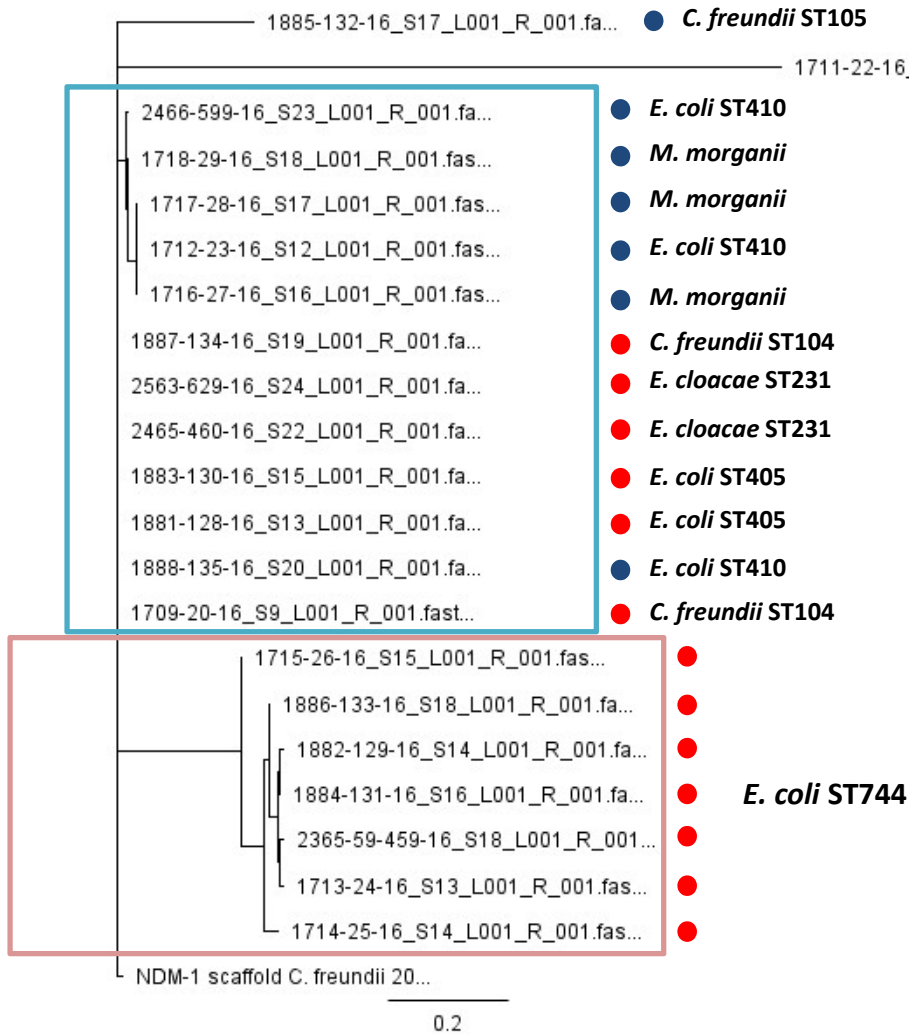 1885-132-16_S17_L001_R_001.fa... C. freundii ST105
1711-22-16_
2466-599-16_S23_L001_R_001.fa... E. coli ST410
1718-29-16_S18_L001_R_001.fas... M. morganii
1717-28-16_S17_L001_R_001.fas... M. morganii
1712-23-16_S12_L001_R_001.fas... E. coli ST410
1716-27-16_S16_L001_R_001.fas... M. morganii
1887-134-16_S19_L001_R_001.fa... C. freundii ST104
2563-629-16_S24_L001_R_001.fa... E. cloacae ST231
2465-460-16_S22_L001_R_001.fa... E. cloacae ST231
1883-130-16_S15_L001_R_001.fa... E. coli ST405
1881-128-16_S13_L001_R_001.fa... E. coli ST405
1888-135-16_S20_L001_R_001.fa... E. coli ST410
1709-20-16_S9_L001_R_001.fast... C. freundii ST104
1715-26-16_S15_L001_R_001.fas...
1886-133-16_S18_L001_R_001.fa...
1882-129-16_S14_L001_R_001.fa...
1884-131-16_S16_L001_R_001.fa... E. coli ST744
2365-59-459-16_S18_L001_R_001...
1713-24-16_S13_L001_R_001.fas...
1714-25-16_S14_L001_R_001.fas...
NDM-1 scaffold C. freundii 20...
0.2